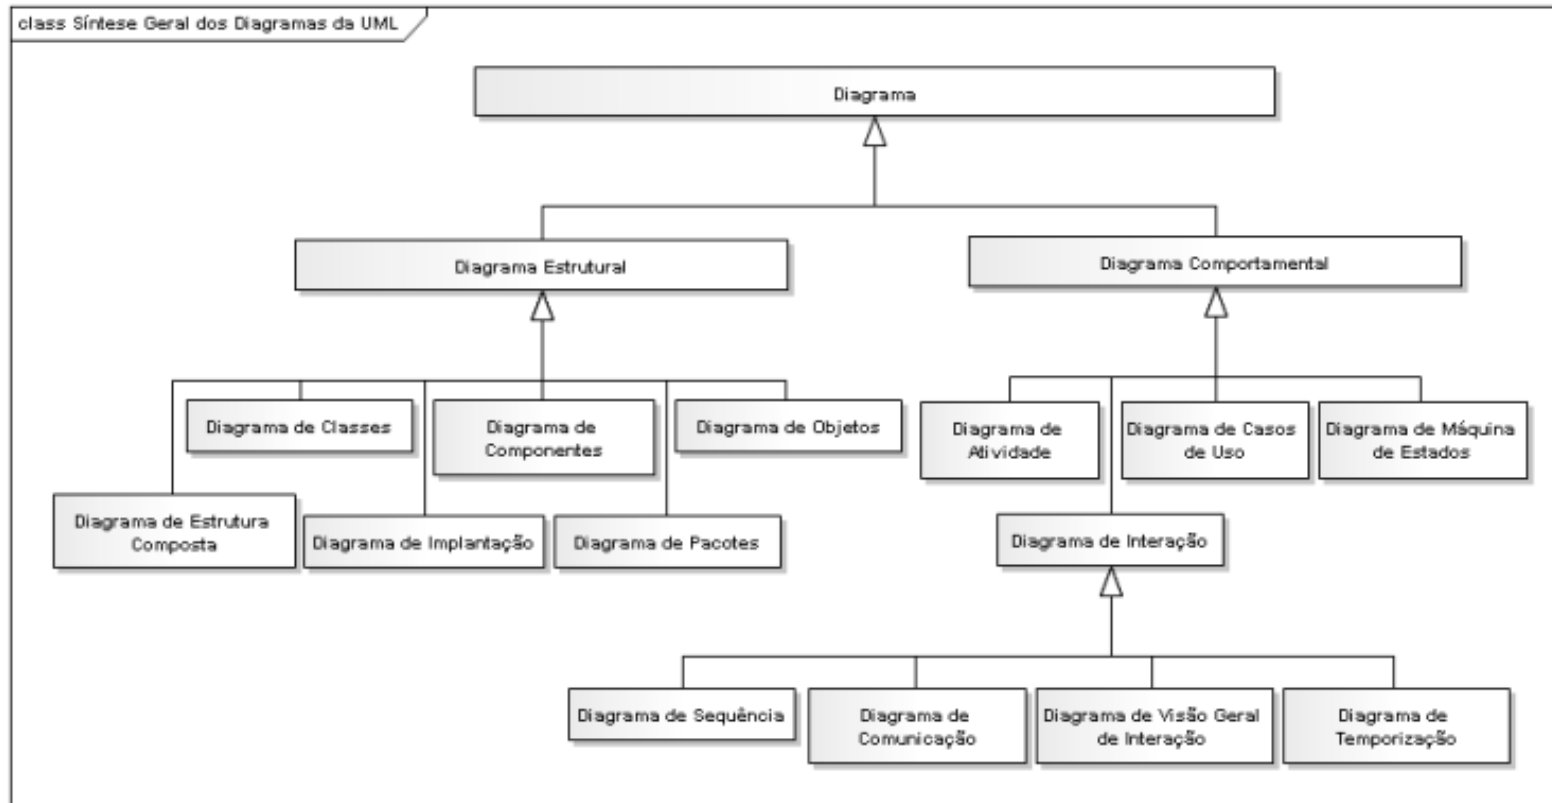 class Síntese Geral dos Diagramas da UML
Diagrama
Diagrama Estrutural
Diagrama Comportamental
Diagrama de Classes
Diagrama de
Componentes
Diagrama de Objetos
Diagrama de
Atividade
Diagrama de Casos
de Uso
Diagrama de Máquina
de Estados
Diagrama de Estrutura
Composta
Diagrama de Implantação
Diagrama de Pacotes
Diagrama de Interação
Diagrama de Sequência
Diagrama de
Comunicação
Diagrama de Visão Geral
de Interação
Diagrama de
Temporização